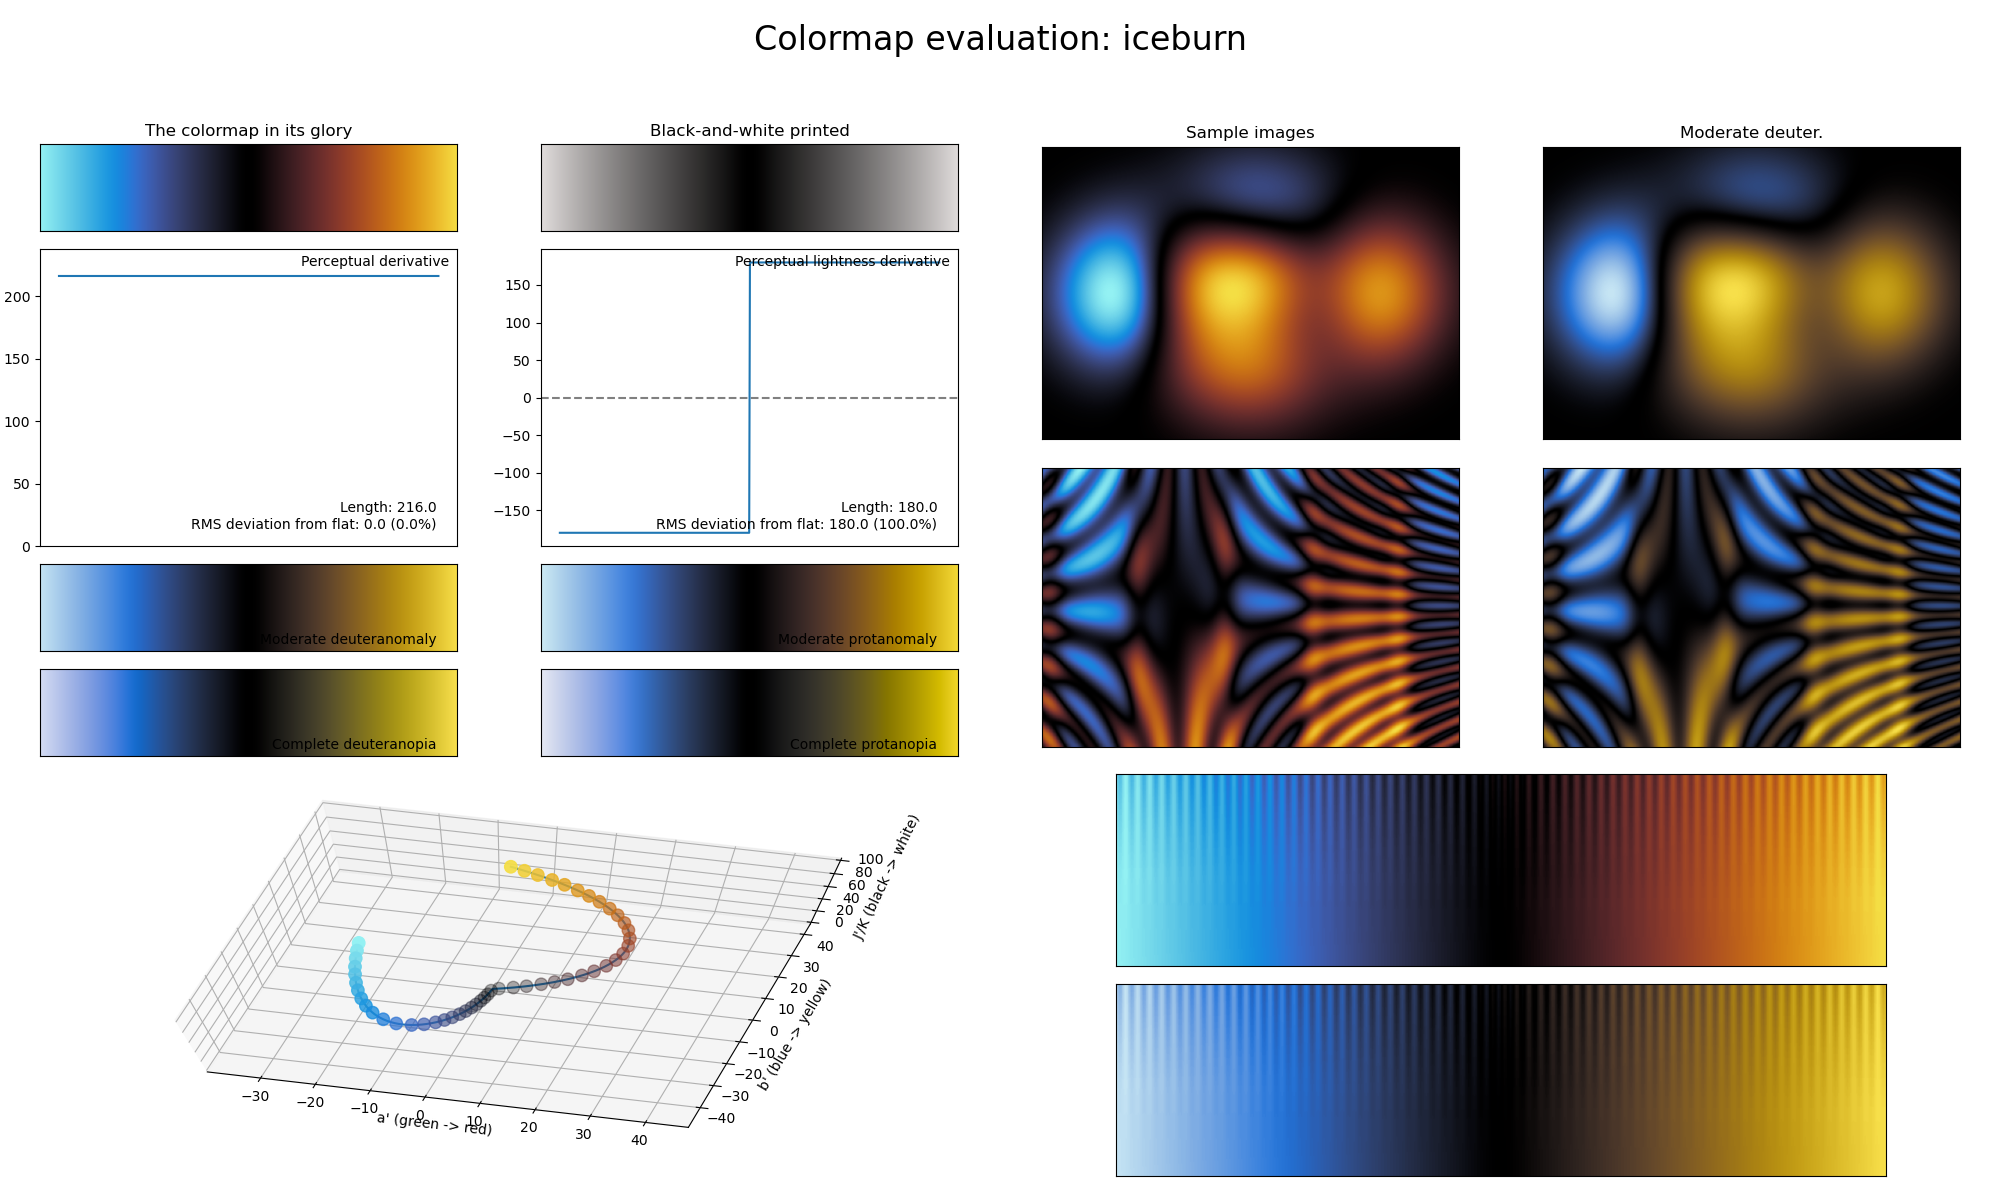 Colormap evaluation: iceburn
The colormap in its glory
Black-and-white printed
Sample images
Moderate deuter.
Perceptual derivative
200
150
100
50
0
Length: 216.0
RMS deviation from flat: 0.0 (0.0%)
Perceptual lightness derivative
150
100
50
0
−50
−100
−150
Length: 180.0
RMS deviation from flat: 180.0 (100.0%)
Moderate deuteranomaly
Moderate protanomaly
Complete deuteranopia
Complete protanopia
100
80
60
40
20
0
J'/K (black -> white)
40
30
20
10
0
−10
−20
−30
−40
b' (blue -> yellow)
−30
−20
−10
0
10
20
30
40
a' (green -> red)